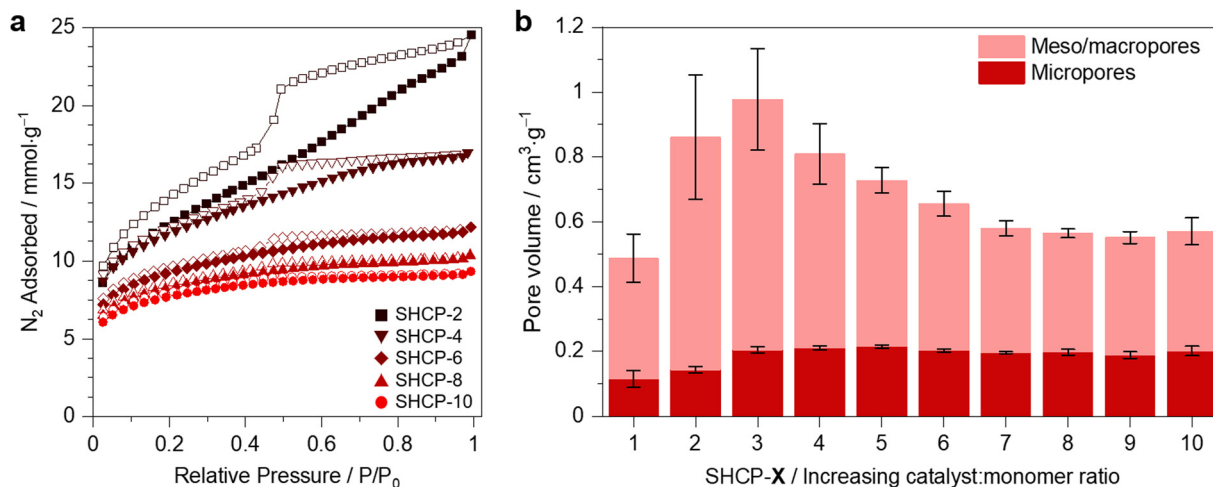 a
25
20
15
10
5
0
N₂ Adsorbed / mmol·g⁻¹
SHCP-2
SHCP-4
SHCP-6
SHCP-8
SHCP-10
0
0.2
0.4
0.6
0.8
1
Relative Pressure / P/P₀
b
1.2
1
0.8
0.6
0.4
0.2
0
Pore volume / cm³·g⁻¹
Meso/macropores
Micropores
1 2 3 4 5 6 7 8 9 10
SHCP-X / Increasing catalyst:monomer ratio